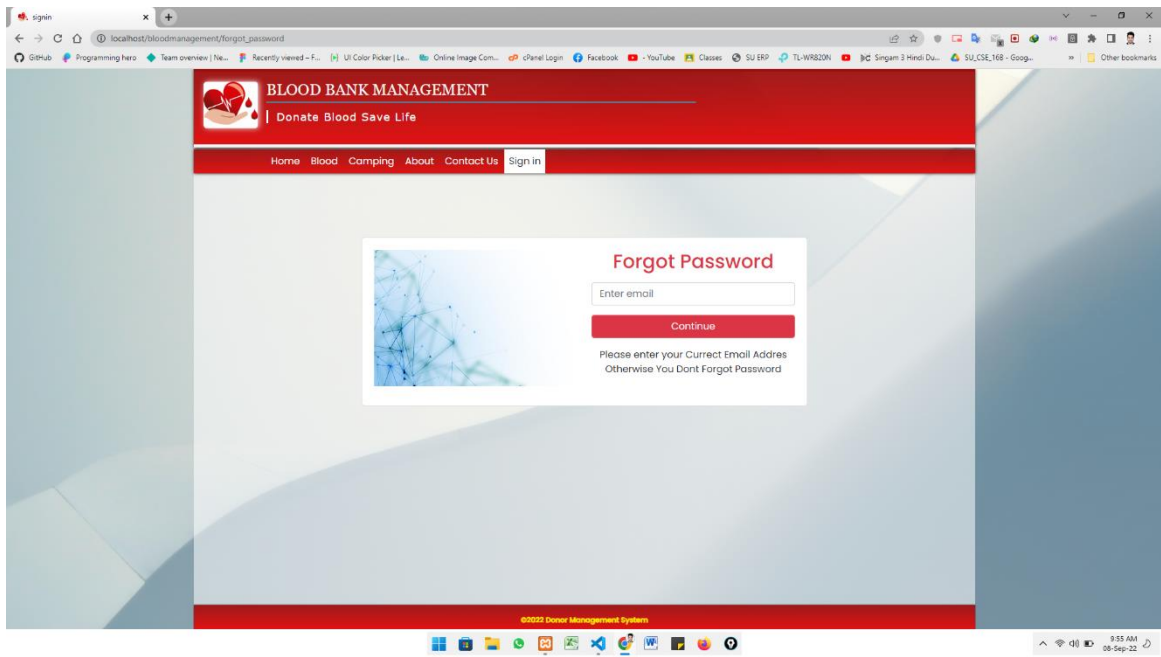 signin
localhost/bloodmanagement/forgot_password
GitHub Programming hero Team overview | Ne... Recently viewed – F... UI Color Picker | Le... Online Image Com... cPanel Login Facebook - YouTube Classes SU ERP TL-WR820N Singam 3 Hindi Du... SU_CSE_16B - Goog... » Other bookmarks
BLOOD BANK MANAGEMENT
Donate Blood Save Life
Home Blood Camping About Contact Us Sign in
Forgot Password
Enter email
Continue
Please enter your Currect Email Addres
Otherwise You Dont Forgot Password
©2022 Donor Management System
9:55 AM
08-Sep-22